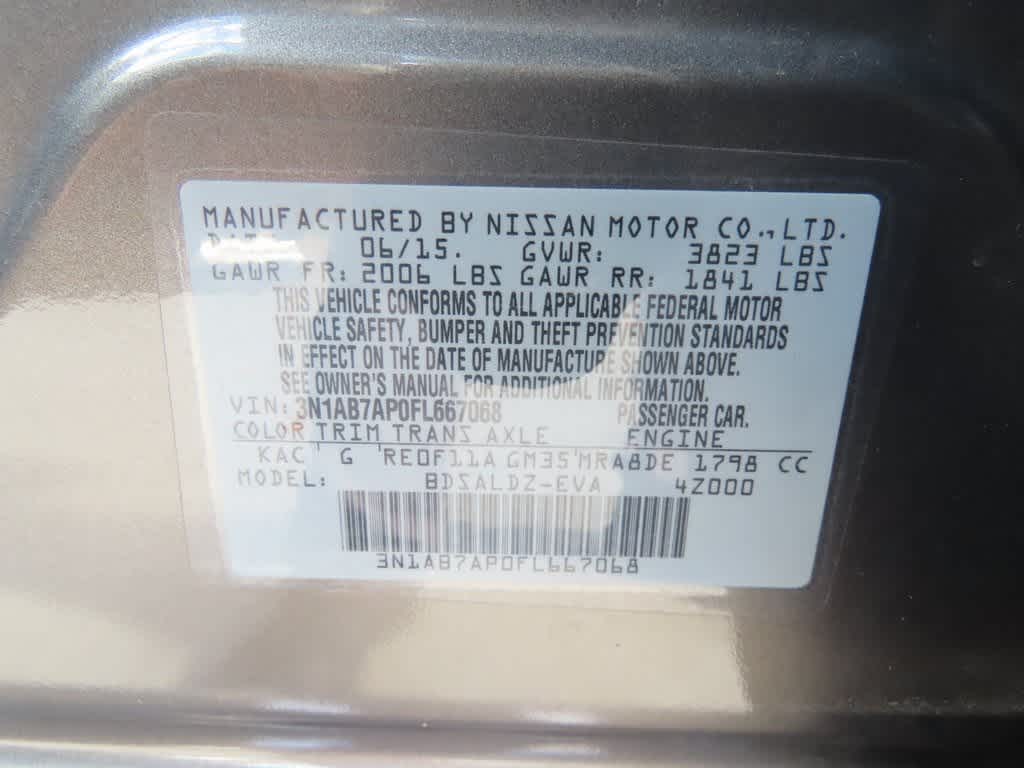 MANUFACTURED BY NISSAN MOTOR CO., LTD.
DATE 06/15. GVWR: 3823 LBS
GAWR FR: 2006 LBS GAWR RR: 1841 LBS
THIS VEHICLE CONFORMS TO ALL APPLICABLE FEDERAL MOTOR
VEHICLE SAFETY, BUMPER AND THEFT PREVENTION STANDARDS
IN EFFECT ON THE DATE OF MANUFACTURE SHOWN ABOVE.
SEE OWNER'S MANUAL FOR ADDITIONAL INFORMATION.
VIN: 3N1AB7AP0FL667068 PASSENGER CAR.
COLOR TRIM TRANS AXLE ENGINE
KAC G RE0F11A GM35 MRA8DE 1798 CC
MODEL: BDSALDZ-EVA 4Z000
3N1AB7AP0FL667068